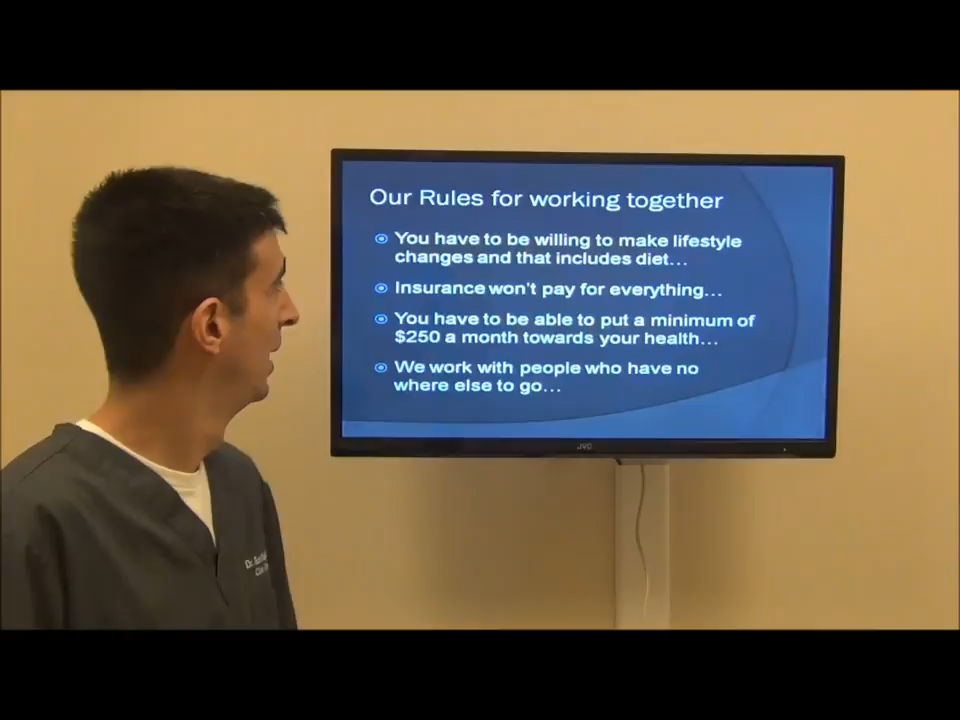 Our Rules for working together
You have to be willing to make lifestyle
changes and that includes diet...
Insurance won't pay for everything...
You have to be able to put a minimum of
$250 a month towards your health...
We work with people who have no
where else to go...
JVC
Dr.